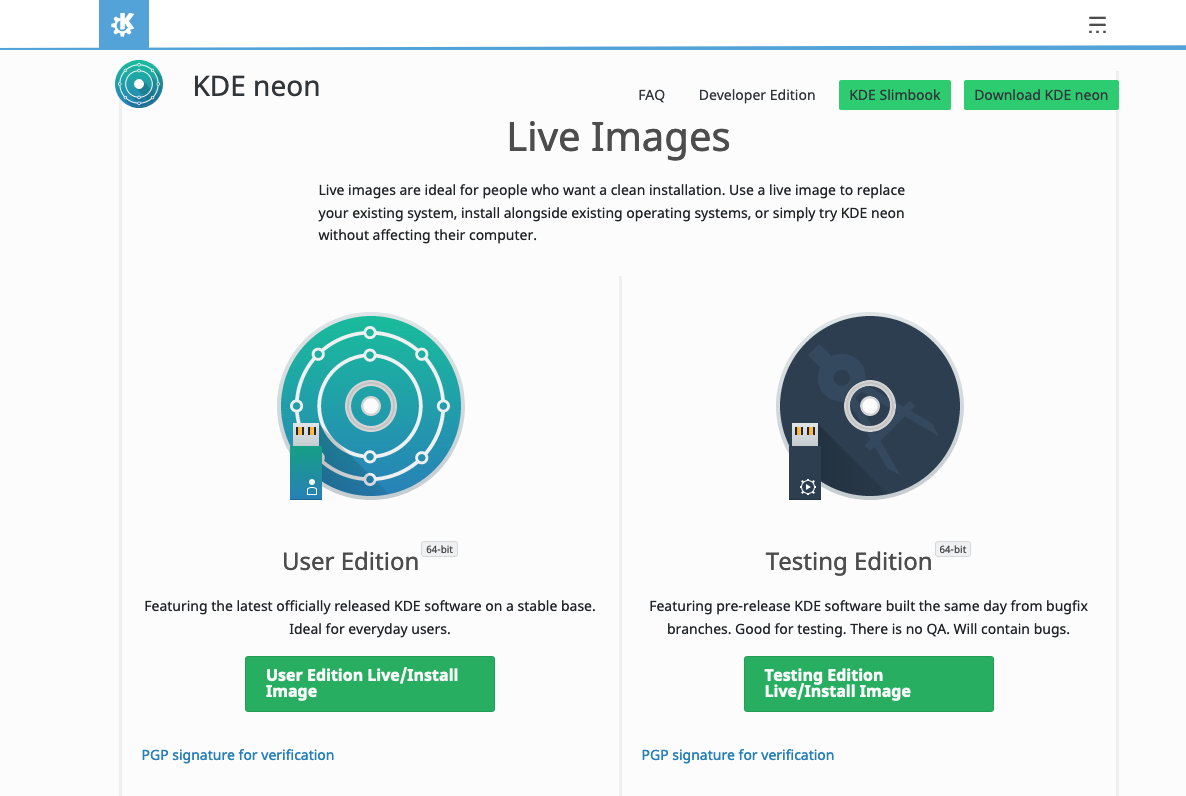 KDE neon
FAQ
Developer Edition
KDE Slimbook
Download KDE neon
Live Images
Live images are ideal for people who want a clean installation. Use a live image to replace
your existing system, install alongside existing operating systems, or simply try KDE neon
without affecting their computer.
User Edition 64-bit
Featuring the latest officially released KDE software on a stable base.
Ideal for everyday users.
User Edition Live/Install
Image
PGP signature for verification
Testing Edition 64-bit
Featuring pre-release KDE software built the same day from bugfix
branches. Good for testing. There is no QA. Will contain bugs.
Testing Edition
Live/Install Image
PGP signature for verification